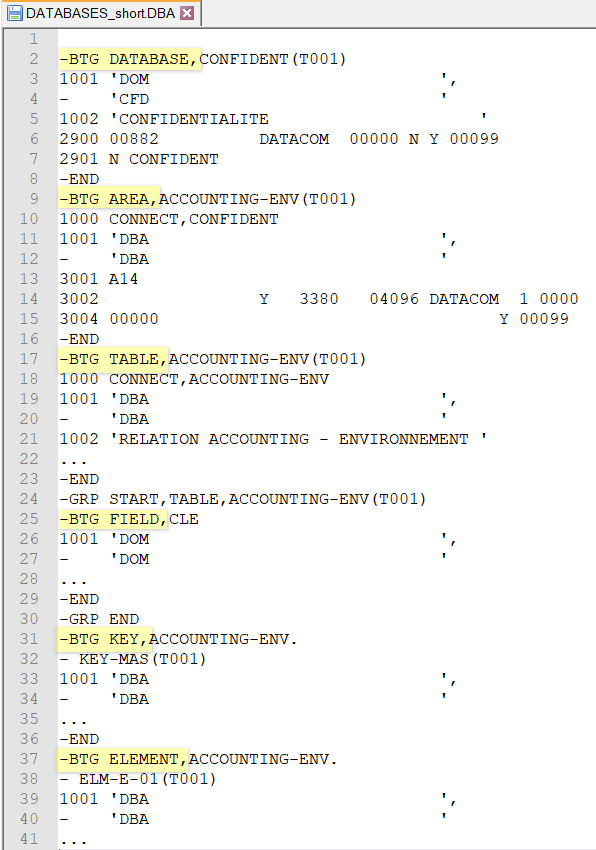 DATABASES_short.DBA
1
2 -BTG DATABASE,CONFIDENT(T001)
3 1001 'DOM                             ',
4 -    'CFD                             '
5 1002 'CONFIDENTIALITE                     '
6 2900 00882          DATACOM  00000 N Y 00099
7 2901 N CONFIDENT
8 -END
9 -BTG AREA,ACCOUNTING-ENV(T001)
10 1000 CONNECT,CONFIDENT
11 1001 'DBA                             ',
12 -    'DBA                             '
13 3001 A14
14 3002                Y   3380   04096 DATACOM  1 0000
15 3004 00000                                  Y 00099
16 -END
17 -BTG TABLE,ACCOUNTING-ENV(T001)
18 1000 CONNECT,ACCOUNTING-ENV
19 1001 'DBA                             ',
20 -    'DBA                             '
21 1002 'RELATION ACCOUNTING - ENVIRONNEMENT '
22 ...
23 -END
24 -GRP START,TABLE,ACCOUNTING-ENV(T001)
25 -BTG FIELD,CLE
26 1001 'DOM                             ',
27 -    'DOM                             '
28 ...
29 -END
30 -GRP END
31 -BTG KEY,ACCOUNTING-ENV.
32 - KEY-MAS(T001)
33 1001 'DBA                             ',
34 -    'DBA                             '
35 ...
36 -END
37 -BTG ELEMENT,ACCOUNTING-ENV.
38 - ELM-E-01(T001)
39 1001 'DBA                             ',
40 -    'DBA                             '
41 ...